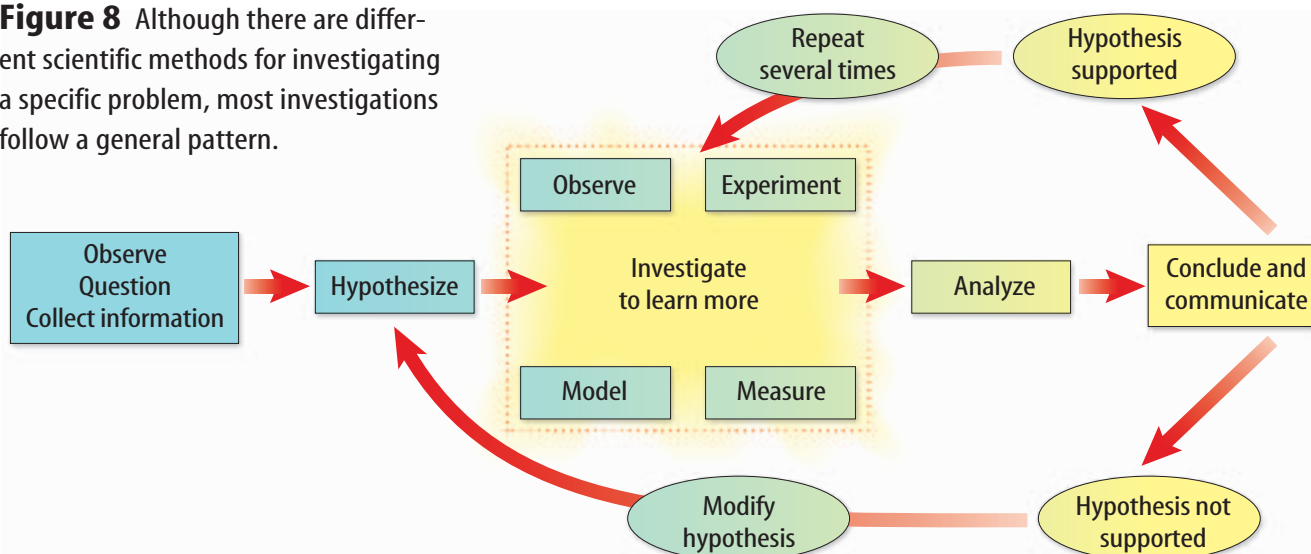 Figure 8 Although there are differ-
ent scientific methods for investigating
a specific problem, most investigations
follow a general pattern.
Repeat
several times
Hypothesis
supported
Observe
Experiment
Observe
Question
Collect information
Hypothesize
Investigate
to learn more
Analyze
Conclude and
communicate
Model
Measure
Modify
hypothesis
Hypothesis not
supported